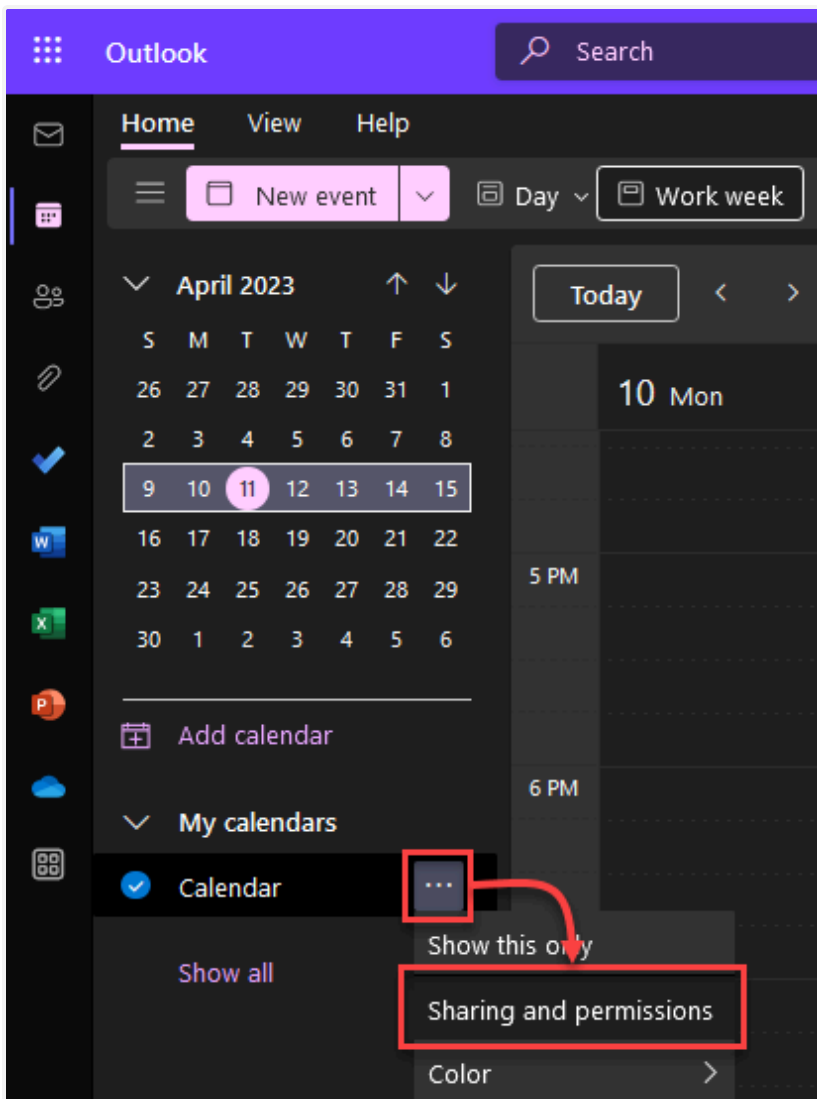 Outlook
Search
Home View Help
New event Day Work week
April 2023
Today
S M T W T F S
26 27 28 29 30 31 1
10 Mon
2 3 4 5 6 7 8
9 10 11 12 13 14 15
16 17 18 19 20 21 22
23 24 25 26 27 28 29
5 PM
30 1 2 3 4 5 6
Add calendar
6 PM
My calendars
Calendar ...
Show this only
Show all
Sharing and permissions
Color